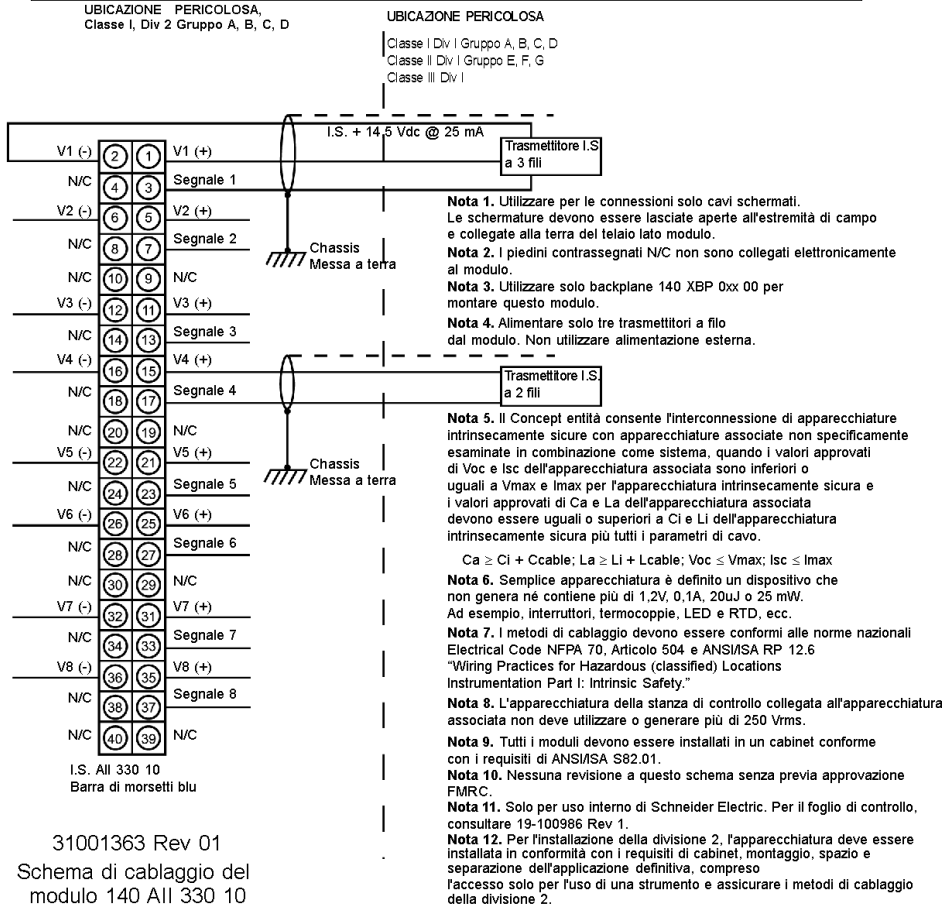 UBICAZIONE PERICOLOSA,
Classe I, Div 2 Gruppo A, B, C, D
UBICAZIONE PERICOLOSA
Classe I Div I Gruppo A, B, C, D
Classe II Div I Gruppo E, F, G
Classe III Div I
I.S. + 14,5 Vdc @ 25 mA
Trasmettitore I.S
a 3 fili
V1 (-) 2 1 V1 (+)
N/C 4 3 Segnale 1
V2 (-) 6 5 V2 (+)
N/C 8 7 Segnale 2
N/C 10 9 N/C
V3 (-) 12 11 V3 (+)
N/C 14 13 Segnale 3
V4 (-) 16 15 V4 (+)
N/C 18 17 Segnale 4
N/C 20 19 N/C
V5 (-) 22 21 V5 (+)
N/C 24 23 Segnale 5
V6 (-) 26 25 V6 (+)
N/C 28 27 Segnale 6
N/C 30 29 N/C
V7 (-) 32 31 V7 (+)
N/C 34 33 Segnale 7
V8 (-) 36 35 V8 (+)
N/C 38 37 Segnale 8
N/C 40 39 N/C
Chassis
Messa a terra
Trasmettitore I.S.
a 2 fili
Chassis
Messa a terra
I.S. AII 330 10
Barra di morsetti blu
31001363 Rev 01
Schema di cablaggio del
modulo 140 AII 330 10
Nota 1. Utilizzare per le connessioni solo cavi schermati.
Le schermature devono essere lasciate aperte all'estremità di campo
e collegate alla terra del telaio lato modulo.
Nota 2. I piedini contrassegnati N/C non sono collegati elettronicamente
al modulo.
Nota 3. Utilizzare solo backplane 140 XBP 0xx 00 per
montare questo modulo.
Nota 4. Alimentare solo tre trasmettitori a filo
dal modulo. Non utilizzare alimentazione esterna.
Nota 5. Il Concept entità consente l'interconnessione di apparecchiature
intrinsecamente sicure con apparecchiature associate non specificamente
esaminate in combinazione come sistema, quando i valori approvati
di Voc e Isc dell'apparecchiatura associata sono inferiori o
uguali a Vmax e Imax per l'apparecchiatura intrinsecamente sicura e
i valori approvati di Ca e La dell'apparecchiatura associata
devono essere uguali o superiori a Ci e Li dell'apparecchiatura
intrinsecamente sicura più tutti i parametri di cavo.
Ca ≥ Ci + Ccable; La ≥ Li + Lcable; Voc ≤ Vmax; Isc ≤ Imax
Nota 6. Semplice apparecchiatura è definito un dispositivo che
non genera né contiene più di 1,2V, 0,1A, 20uJ o 25 mW.
Ad esempio, interruttori, termocoppie, LED e RTD, ecc.
Nota 7. I metodi di cablaggio devono essere conformi alle norme nazionali
Electrical Code NFPA 70, Articolo 504 e ANSI/ISA RP 12.6
"Wiring Practices for Hazardous (classified) Locations
Instrumentation Part I: Intrinsic Safety."
Nota 8. L'apparecchiatura della stanza di controllo collegata all'apparecchiatura
associata non deve utilizzare o generare più di 250 Vrms.
Nota 9. Tutti i moduli devono essere installati in un cabinet conforme
con i requisiti di ANSI/ISA S82.01.
Nota 10. Nessuna revisione a questo schema senza previa approvazione
FMRC.
Nota 11. Solo per uso interno di Schneider Electric. Per il foglio di controllo,
consultare 19-100986 Rev 1.
Nota 12. Per l'installazione della divisione 2, l'apparecchiatura deve essere
installata in conformità con i requisiti di cabinet, montaggio, spazio e
separazione dell'applicazione definitiva, compreso
l'accesso solo per l'uso di una strumento e assicurare i metodi di cablaggio
della divisione 2.